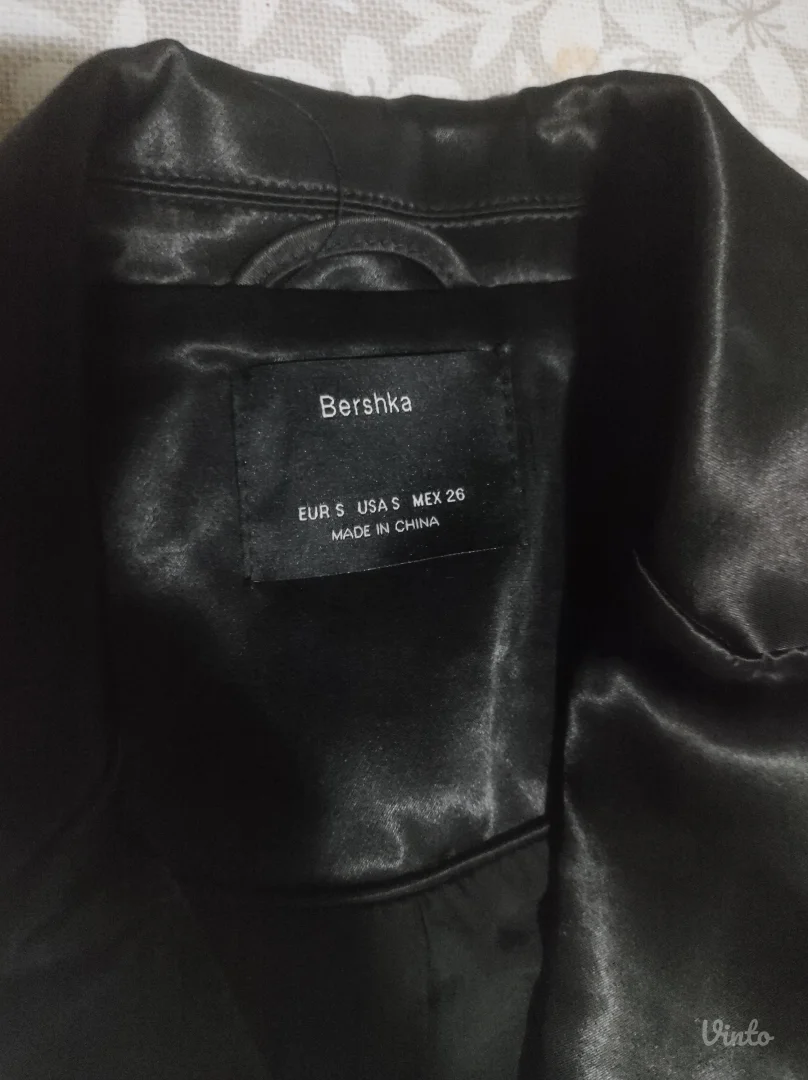 Bershka
EUR S USA S MEX 26
MADE IN CHINA
Vinto